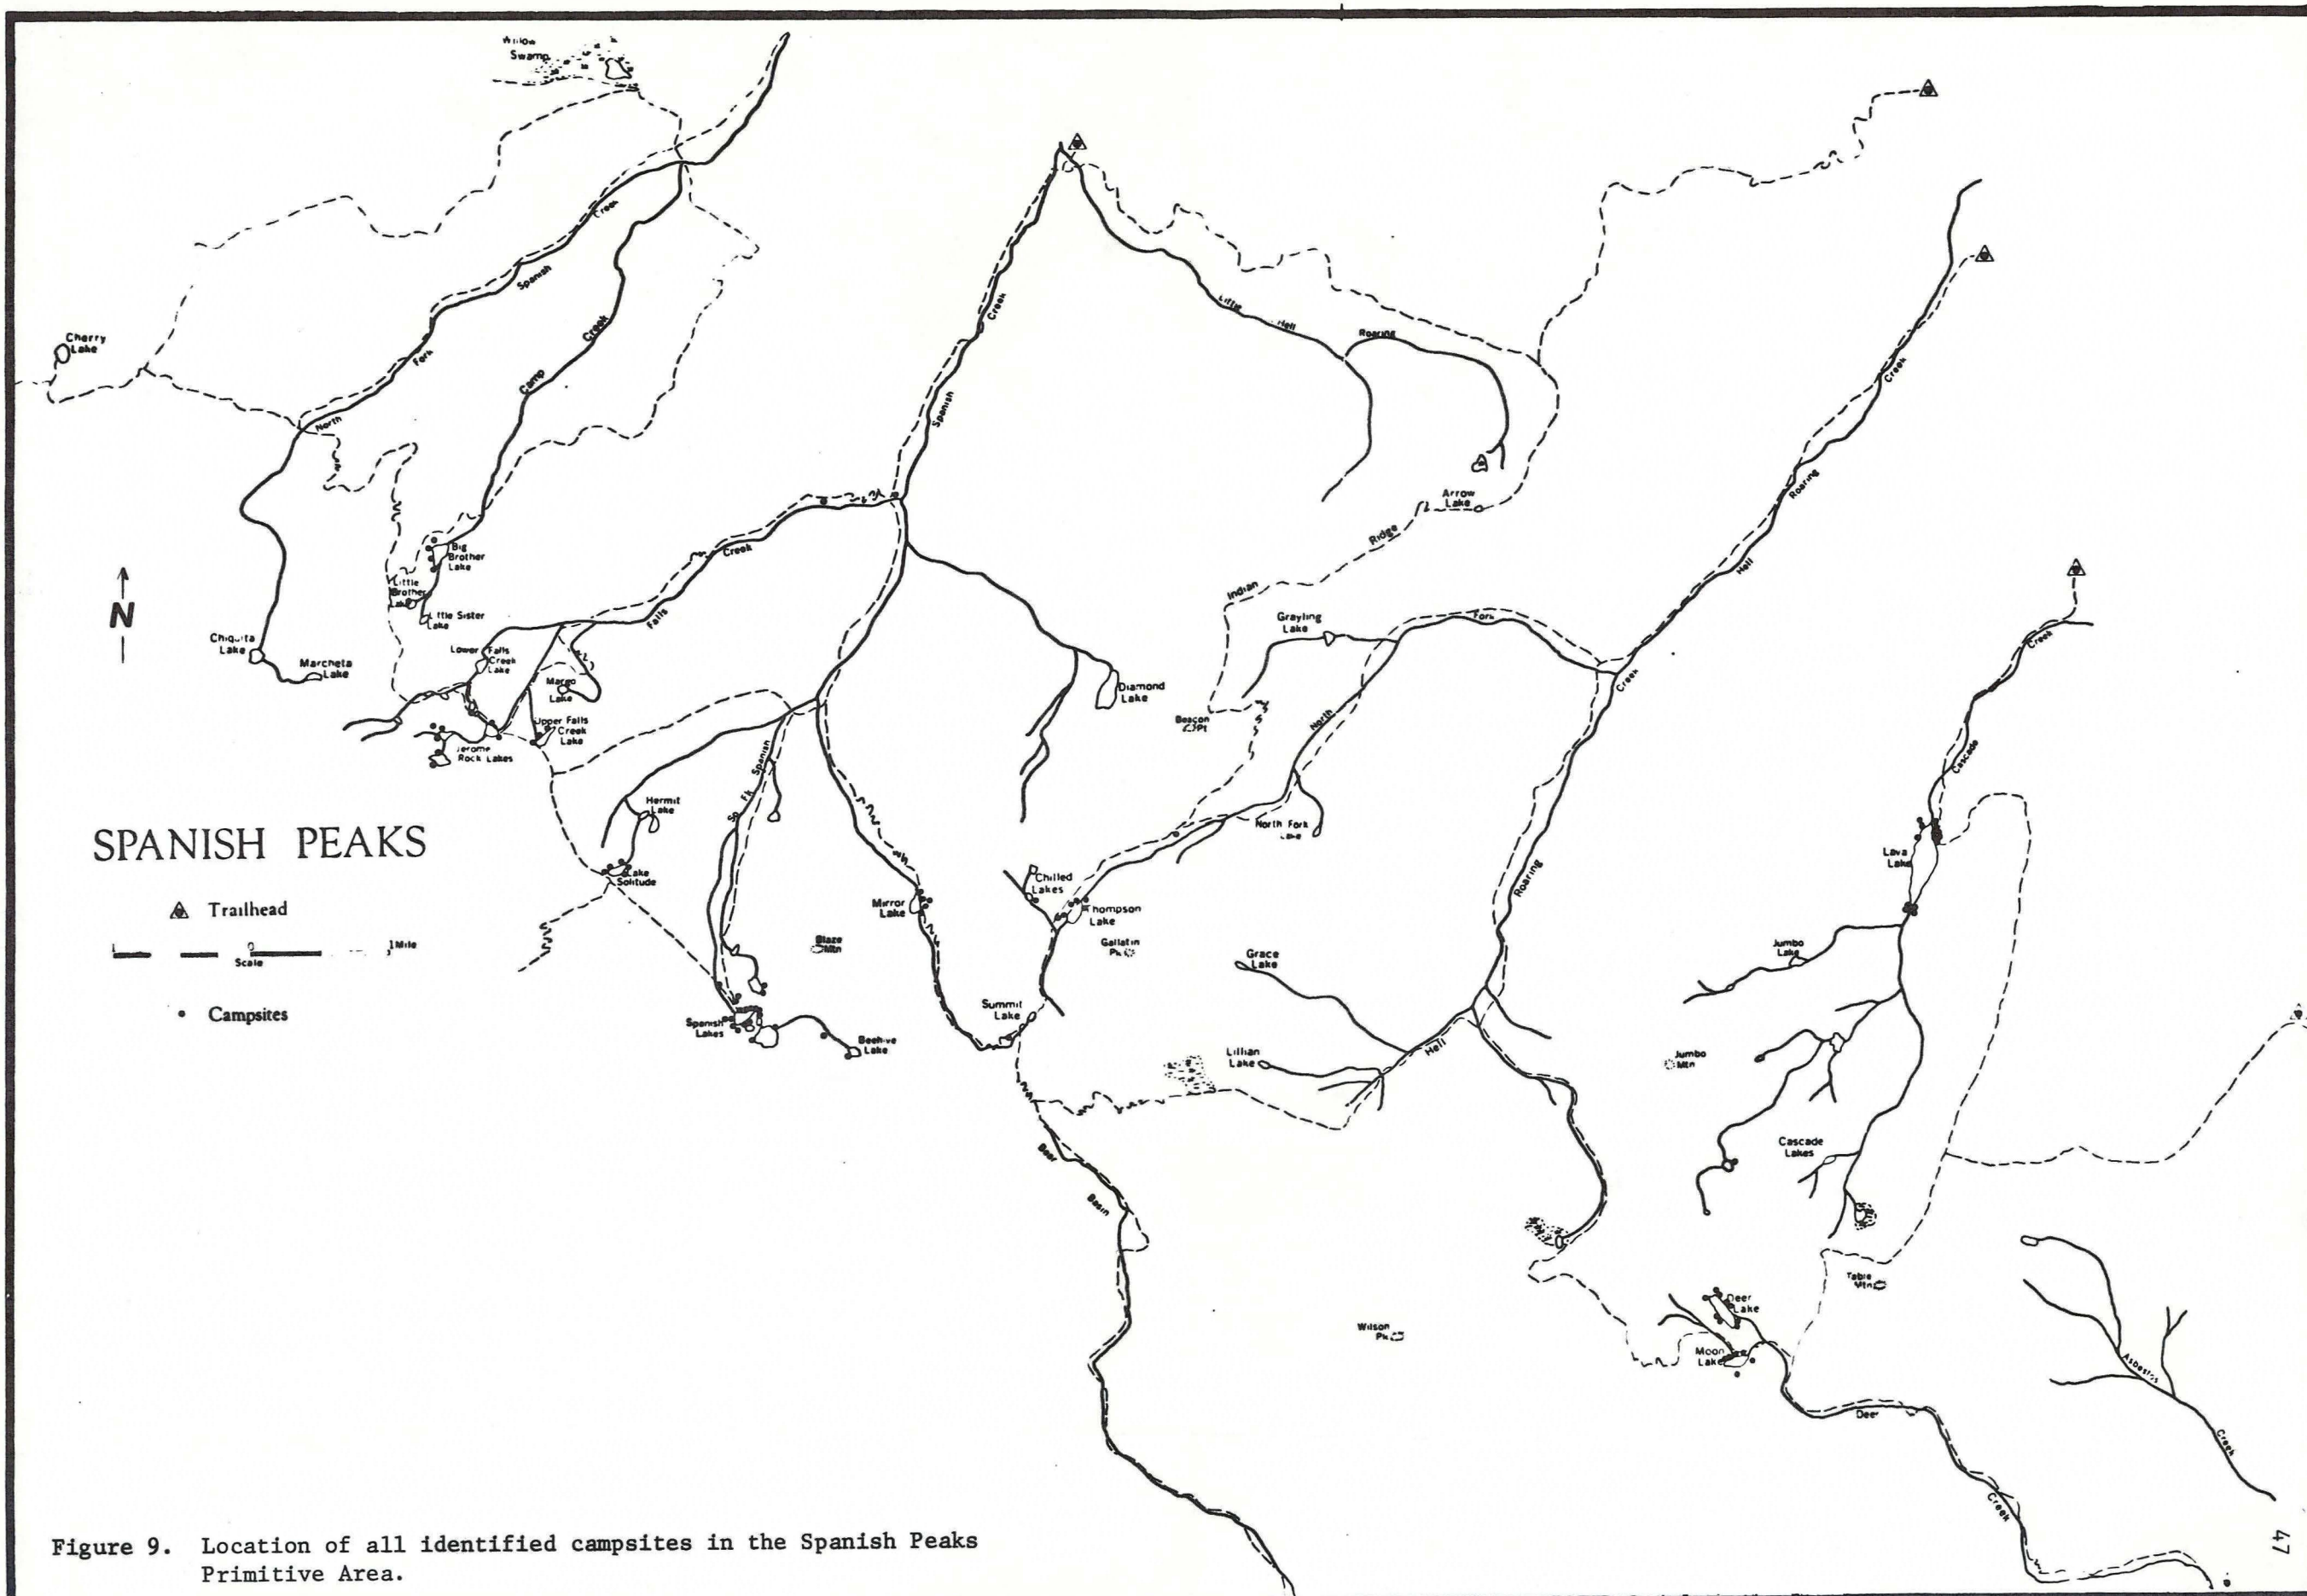 Willow
Swamp
Creek
Spanish
Fork
North
Creek
Camp
Cherry
Lake
Creek
Spanish
Little
Hell
Roaring
Creek
Roaring
Hell
Arrow
Lake
Ridge
Indian
Big
Brother
Lake
Little
Brother
Lake
Little Sister
Lake
N
Creek
Falls
Grayling
Lake
Fork
North
Creek
Chiquita
Lake
Marcheta
Lake
Lower Falls
Creek
Lake
Margo
Lake
Upper Falls
Creek
Lake
Jerome
Rock Lakes
Diamond
Lake
Beacon
Pt
Creek
Cascade
Spanish
Fk
So
Hermit
Lake
Lake
Solitude
North Fork
Lake
Lava
Lake
SPANISH PEAKS
Trailhead
0
1 Mile
Scale
Campsites
Mirror
Lake
Chilled
Lakes
Thompson
Lake
Blaze
Mtn
Gallatin
Pk
Roaring
Grace
Lake
Jumbo
Lake
Summit
Lake
Spanish
Lakes
Beehive
Lake
Lillian
Lake
Hell
Jumbo
Mtn
Bear
Basin
Cascade
Lakes
Table
Mtn
Deer
Lake
Wilson
Pk
Moon
Lake
Deer
Creek
Asbestos
Creek
Figure 9. Location of all identified campsites in the Spanish Peaks
Primitive Area.
47